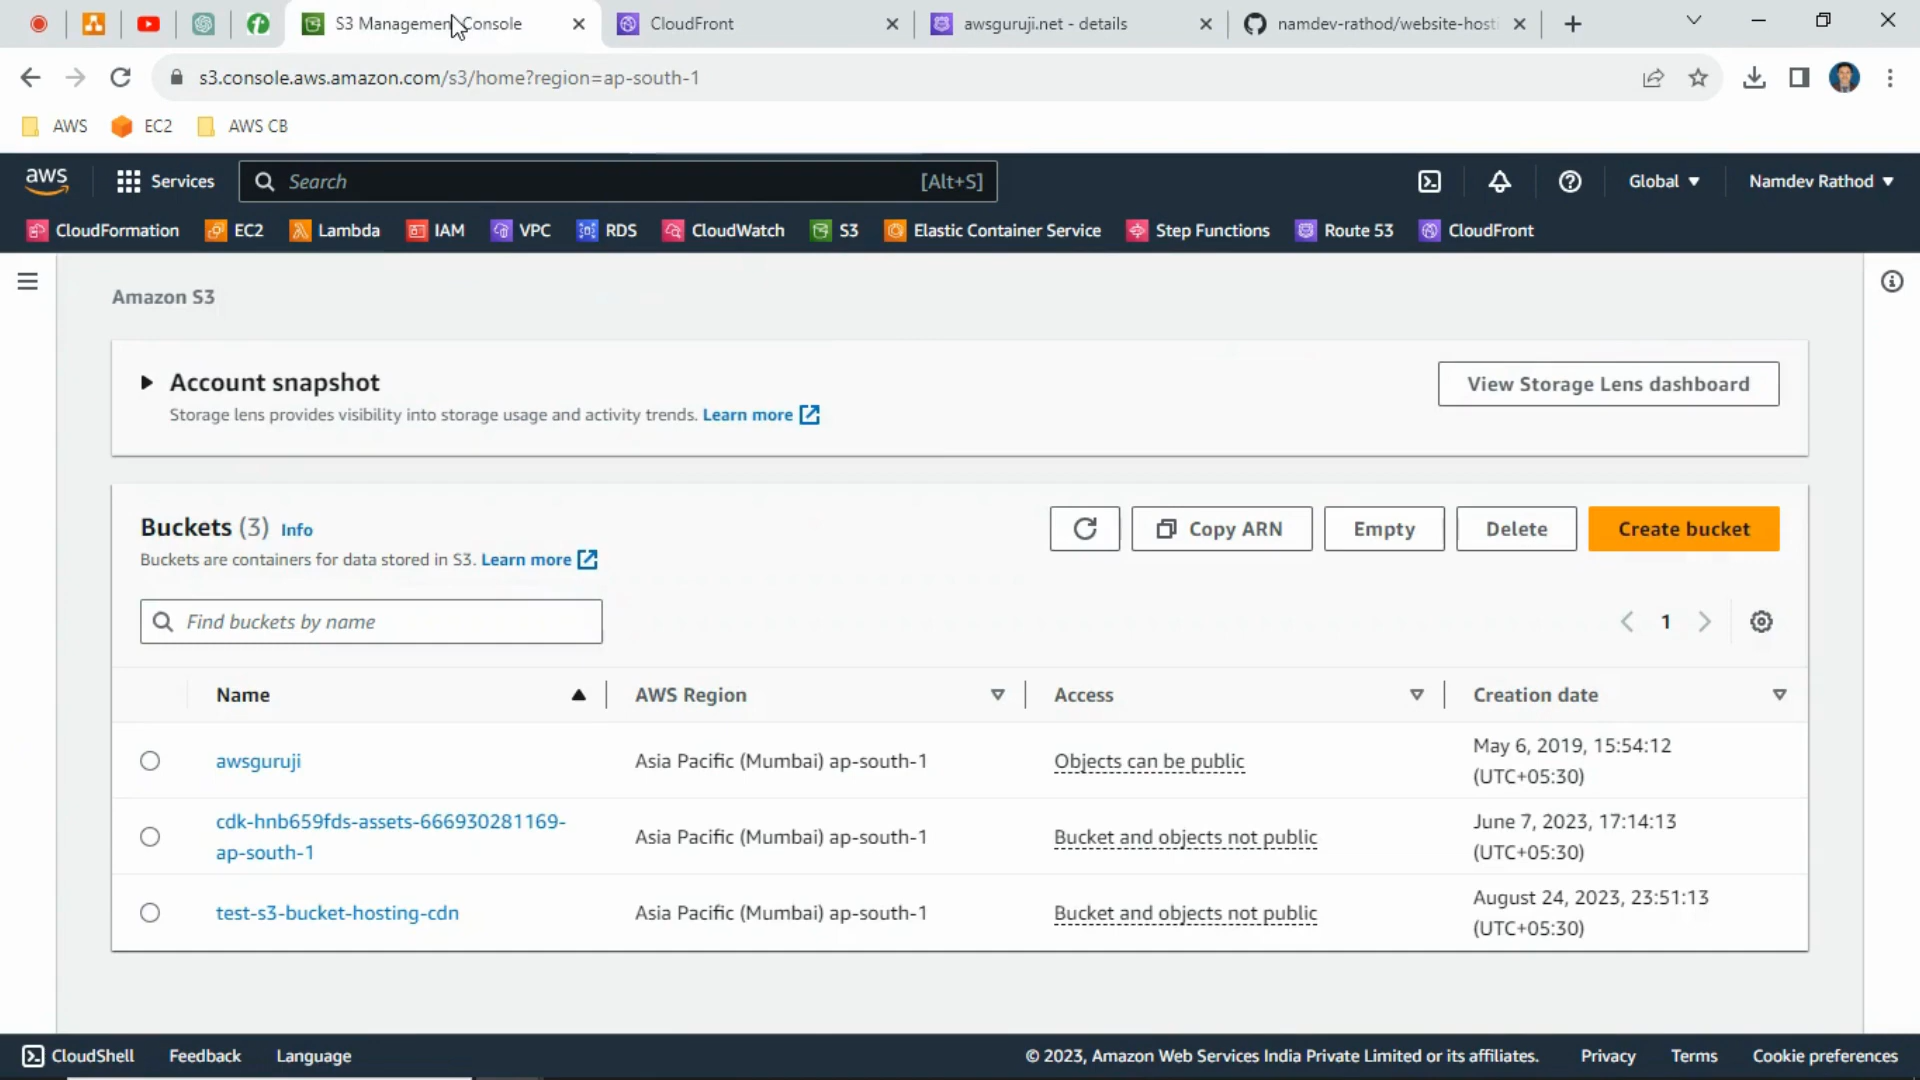 S3 Management Console
CloudFront
awsguruji.net - details
namdev-rathod/website-hosti
s3.console.aws.amazon.com/s3/home?region=ap-south-1
AWS
EC2
AWS CB
aws
Services
Search
[Alt+S]
Global
Namdev Rathod
CloudFormation
EC2
Lambda
IAM
VPC
RDS
CloudWatch
S3
Elastic Container Service
Step Functions
Route 53
CloudFront
Amazon S3
Account snapshot
Storage lens provides visibility into storage usage and activity trends. Learn more
View Storage Lens dashboard
Buckets (3) Info
Buckets are containers for data stored in S3. Learn more
Copy ARN
Empty
Delete
Create bucket
Find buckets by name
1
Name
AWS Region
Access
Creation date
awsguruji
Asia Pacific (Mumbai) ap-south-1
Objects can be public
May 6, 2019, 15:54:12
(UTC+05:30)
cdk-hnb659fds-assets-666930281169-
ap-south-1
Asia Pacific (Mumbai) ap-south-1
Bucket and objects not public
June 7, 2023, 17:14:13
(UTC+05:30)
test-s3-bucket-hosting-cdn
Asia Pacific (Mumbai) ap-south-1
Bucket and objects not public
August 24, 2023, 23:51:13
(UTC+05:30)
CloudShell
Feedback
Language
© 2023, Amazon Web Services India Private Limited or its affiliates.
Privacy
Terms
Cookie preferences